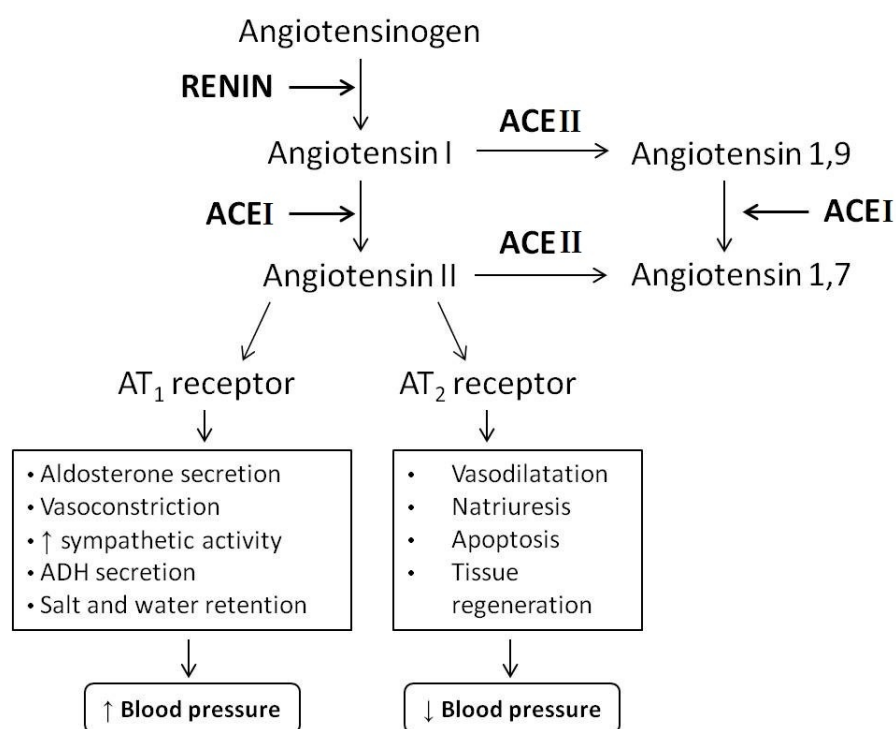 Angiotensinogen
RENIN
ACE II
Angiotensin I
Angiotensin 1,9
ACEI
ACEI
ACE II
Angiotensin II
Angiotensin 1,7
AT₁ receptor
AT₂ receptor
• Aldosterone secretion
• Vasoconstriction
• ↑ sympathetic activity
• ADH secretion
• Salt and water retention
• Vasodilatation
• Natriuresis
• Apoptosis
• Tissue
regeneration
↑ Blood pressure
↓ Blood pressure